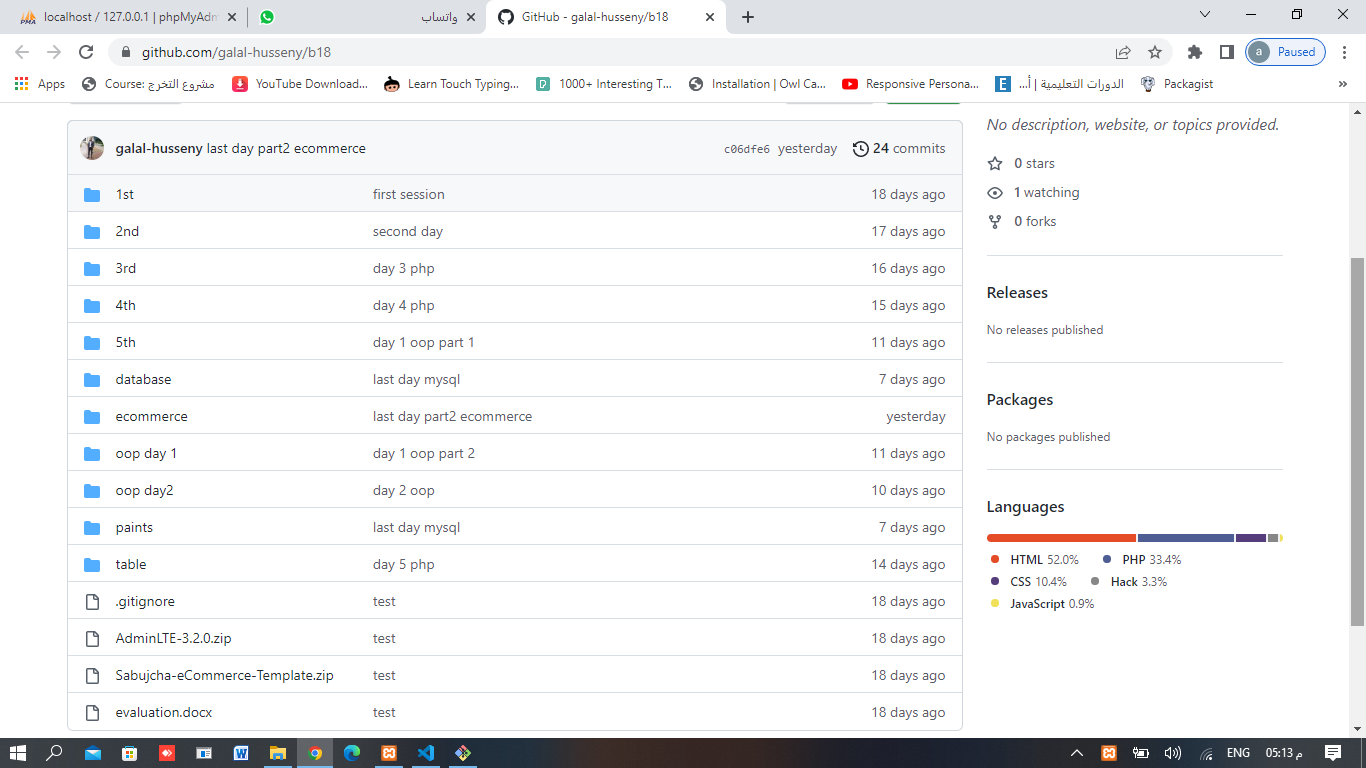 localhost / 127.0.0.1 | phpMyAdm
واتساب
GitHub - galal-husseny/b18
github.com/galal-husseny/b18
a Paused
Apps
Course: مشروع التخرج
YouTube Download...
Learn Touch Typing...
1000+ Interesting T...
Installation | Owl Ca...
Responsive Persona...
الدورات التعليمية | أ...
Packagist
»
galal-husseny last day part2 ecommerce c06dfe6 yesterday 24 commits
1st first session 18 days ago
2nd second day 17 days ago
3rd day 3 php 16 days ago
4th day 4 php 15 days ago
5th day 1 oop part 1 11 days ago
database last day mysql 7 days ago
ecommerce last day part2 ecommerce yesterday
oop day 1 day 1 oop part 2 11 days ago
oop day2 day 2 oop 10 days ago
paints last day mysql 7 days ago
table day 5 php 14 days ago
.gitignore test 18 days ago
AdminLTE-3.2.0.zip test 18 days ago
Sabujcha-eCommerce-Template.zip test 18 days ago
evaluation.docx test 18 days ago
No description, website, or topics provided.
0 stars
1 watching
0 forks
Releases
No releases published
Packages
No packages published
Languages
HTML 52.0% PHP 33.4%
CSS 10.4% Hack 3.3%
JavaScript 0.9%
ENG 05:13 م